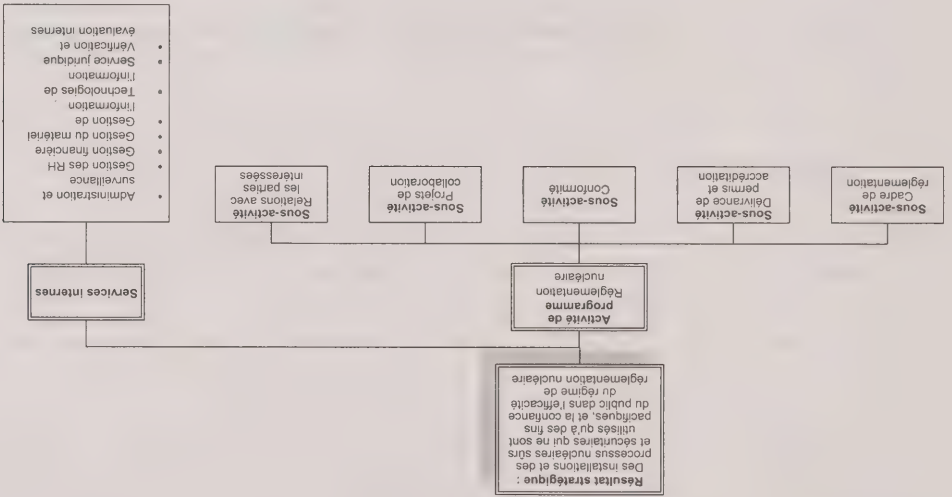 Résultat stratégique :
Des installations et des
processus nucléaires sûrs
et sécuritaires qui ne sont
utilisés qu'à des fins
pacifiques, et la confiance
du public dans l'efficacité
du régime de
réglementation nucléaire
Activité de
programme
Réglementation
nucléaire
Services internes
Sous-activité
Cadre de
réglementation
Sous-activité
Délivrance de
permis et
accréditation
Sous-activité
Conformité
Sous-activité
Projets de
collaboration
Sous-activité
Relations avec
les parties
intéressées
• Administration et
surveillance
• Gestion des RH
• Gestion financière
• Gestion du matériel
• Gestion de
l'information
• Technologies de
l'information
• Service juridique
• Vérification et
évaluation internes